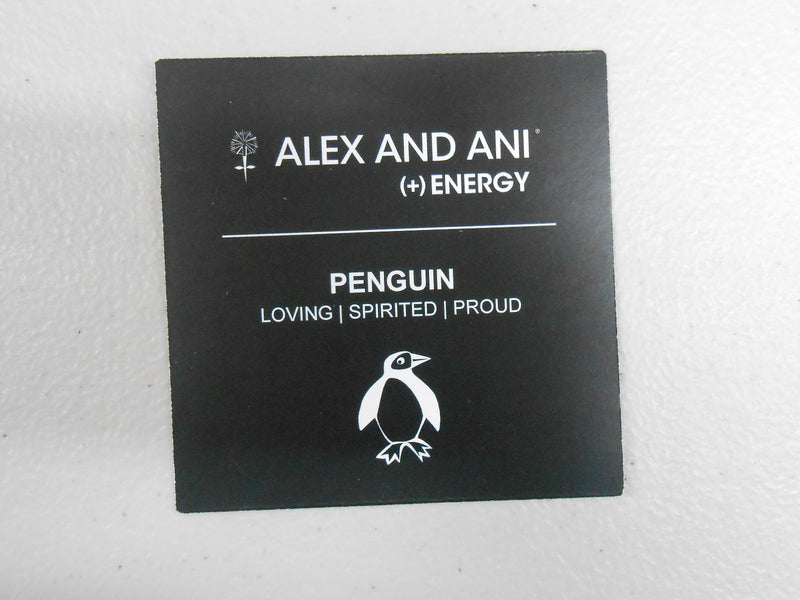 ALEX AND ANI®
(+) ENERGY
PENGUIN
LOVING | SPIRITED | PROUD